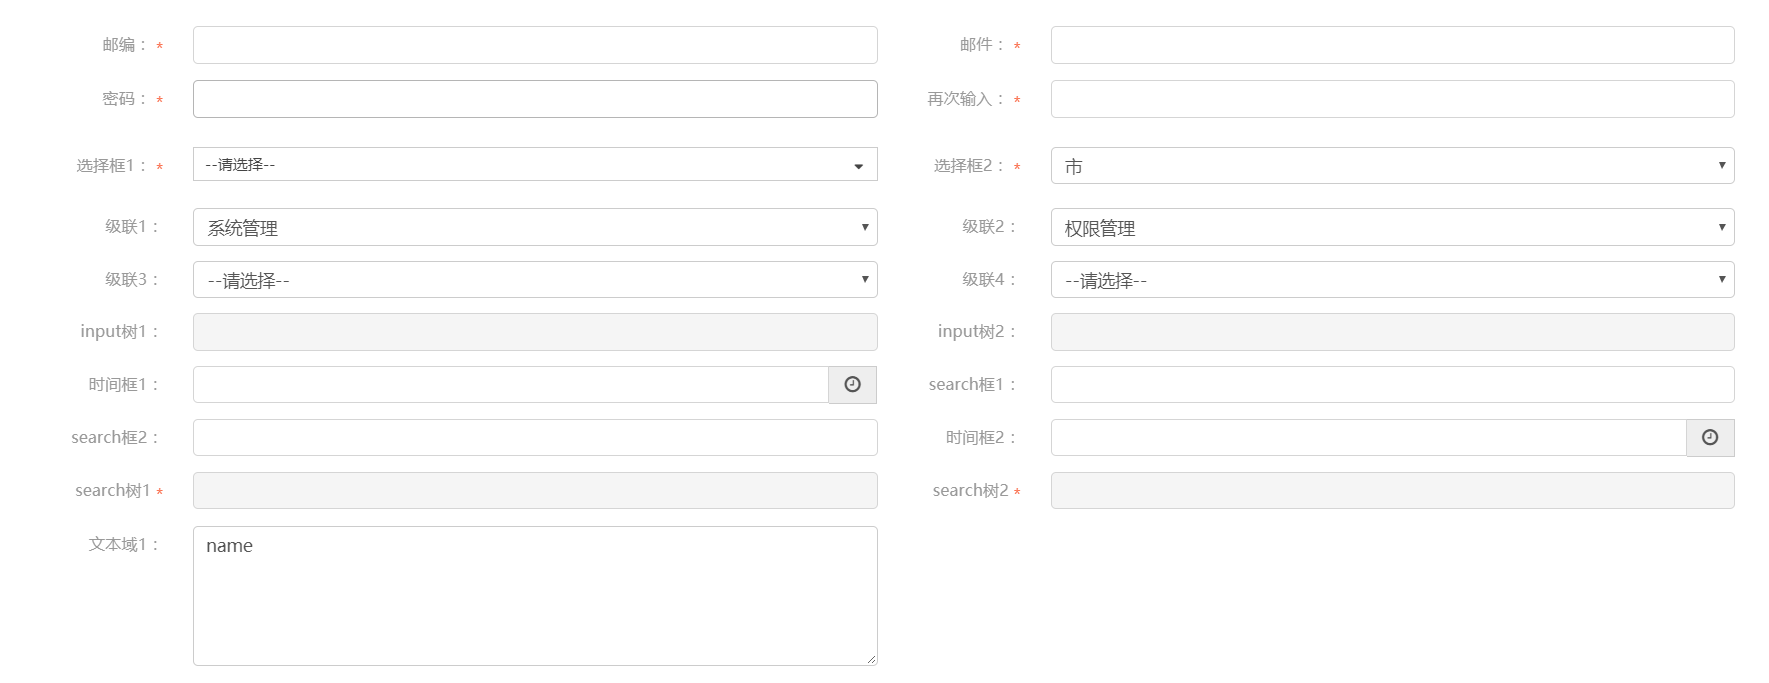 邮编： * 邮件： *
密码： * 再次输入： *
选择框1： * --请选择-- 选择框2： * 市
级联1： 系统管理 级联2： 权限管理
级联3： --请选择-- 级联4： --请选择--
input树1： input树2：
时间框1： search框1：
search框2： 时间框2：
search树1 * search树2 *
文本域1： name